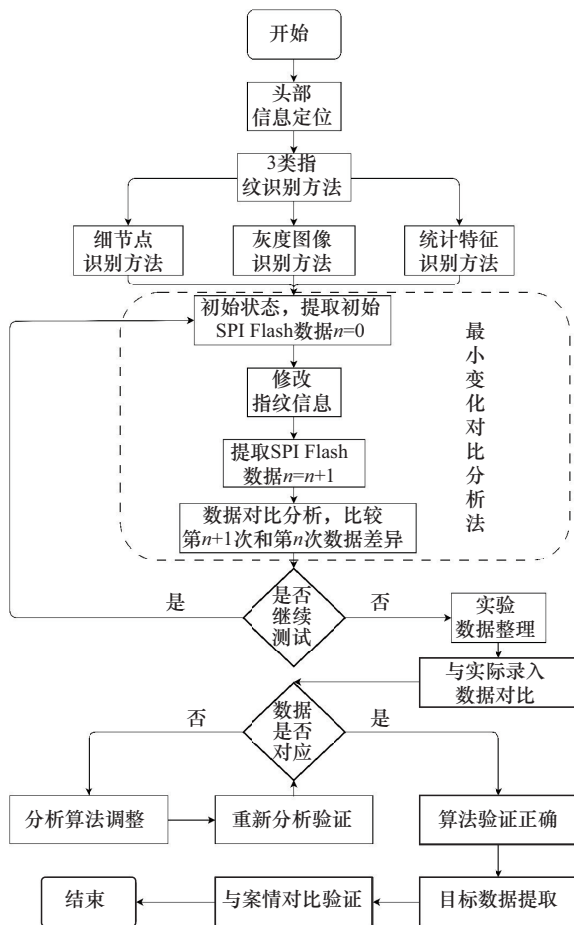 开始
头部
信息定位
3类指
纹识别方法
细节点
识别方法
灰度图像
识别方法
统计特征
识别方法
初始状态，提取初始
SPI Flash数据n=0
修改
指纹信息
提取SPI Flash
数据n=n+1
数据对比分析，比较
第n+1次和第n次数据差异
最
小
变
化
对
比
分
析
法
是否
继续
测试
是
否
实验
数据整理
与实际录入
数据对比
数据
是否
对应
否
是
分析算法调整
重新分析验证
算法验证正确
目标数据提取
与案情对比验证
结束